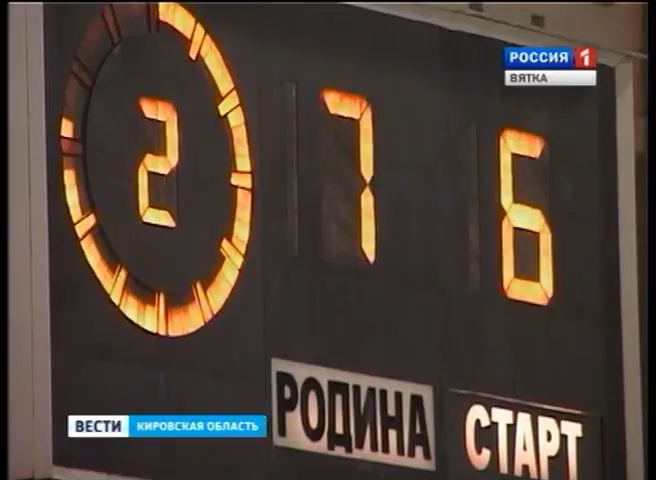 РОССИЯ 1
ВЯТКА
2 7 6
РОДИНА СТАРТ
ВЕСТИ КИРОВСКАЯ ОБЛАСТЬ